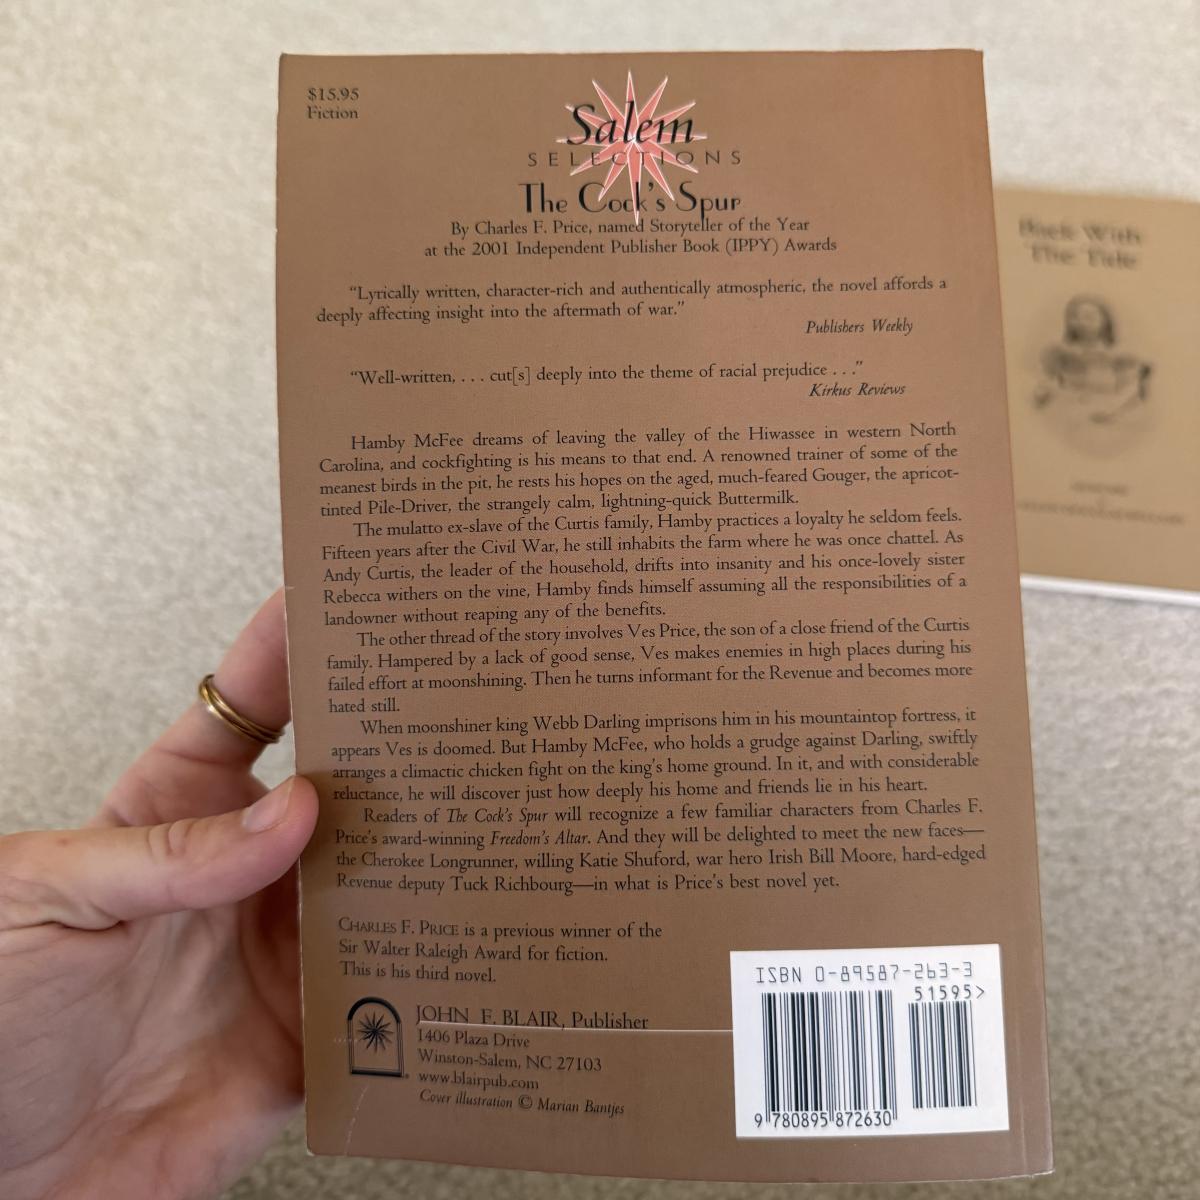 $15.95
Fiction
Salem
SELECTIONS
The Cock's Spur
By Charles F. Price, named Storyteller of the Year
at the 2001 Independent Publisher Book (IPPY) Awards
“Lyrically written, character-rich and authentically atmospheric, the novel affords a
deeply affecting insight into the aftermath of war.”
Publishers Weekly
“Well-written, . . . cut[s] deeply into the theme of racial prejudice . . .”
Kirkus Reviews
Hamby McFee dreams of leaving the valley of the Hiwassee in western North
Carolina, and cockfighting is his means to that end. A renowned trainer of some of the
meanest birds in the pit, he rests his hopes on the aged, much-feared Gouger, the apricot-
tinted Pile-Driver, the strangely calm, lightning-quick Buttermilk.
The mulatto ex-slave of the Curtis family, Hamby practices a loyalty he seldom feels.
Fifteen years after the Civil War, he still inhabits the farm where he was once chattel. As
Andy Curtis, the leader of the household, drifts into insanity and his once-lovely sister
Rebecca withers on the vine, Hamby finds himself assuming all the responsibilities of a
landowner without reaping any of the benefits.
The other thread of the story involves Ves Price, the son of a close friend of the Curtis
family. Hampered by a lack of good sense, Ves makes enemies in high places during his
failed effort at moonshining. Then he turns informant for the Revenue and becomes more
hated still.
When moonshiner king Webb Darling imprisons him in his mountaintop fortress, it
appears Ves is doomed. But Hamby McFee, who holds a grudge against Darling, swiftly
arranges a climactic chicken fight on the king's home ground. In it, and with considerable
reluctance, he will discover just how deeply his home and friends lie in his heart.
Readers of The Cock's Spur will recognize a few familiar characters from Charles F.
Price's award-winning Freedom's Altar. And they will be delighted to meet the new faces—
the Cherokee Longrunner, willing Katie Shuford, war hero Irish Bill Moore, hard-edged
Revenue deputy Tuck Richbourg—in what is Price's best novel yet.
CHARLES F. PRICE is a previous winner of the
Sir Walter Raleigh Award for fiction.
This is his third novel.
JOHN F. BLAIR, Publisher
1406 Plaza Drive
Winston-Salem, NC 27103
www.blairpub.com
Cover illustration © Marian Bantjes
ISBN 0-89587-263-3
51595>
9 780895 872630
Back With
The Tide